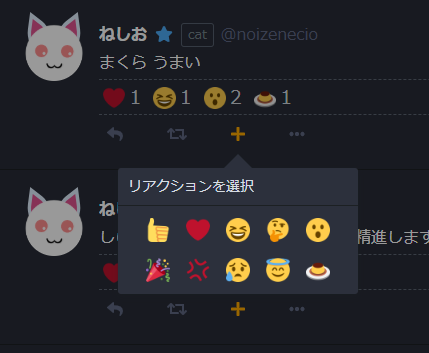 ねしお cat @noizenecio
まくら うまい
1 1 2 1
リアクションを選択
ね
し
精進します